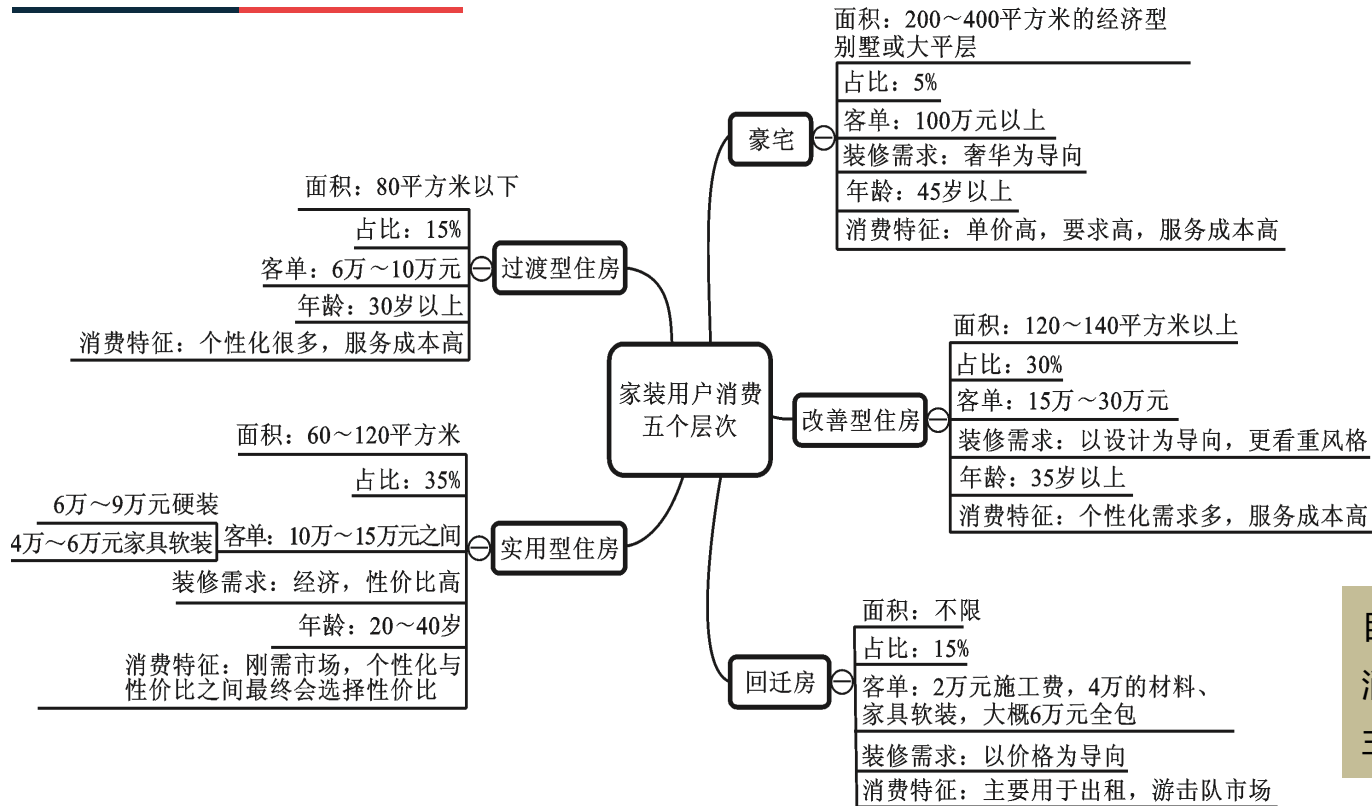 家装用户消费
五个层次
豪宅
面积：200～400平方米的经济型
别墅或大平层
占比：5%
客单：100万元以上
装修需求：奢华为导向
年龄：45岁以上
消费特征：单价高，要求高，服务成本高
改善型住房
面积：120～140平方米以上
占比：30%
客单：15万～30万元
装修需求：以设计为导向，更看重风格
年龄：35岁以上
消费特征：个性化需求多，服务成本高
回迁房
面积：不限
占比：15%
客单：2万元施工费，4万的材料、
家具软装，大概6万元全包
装修需求：以价格为导向
消费特征：主要用于出租，游击队市场
过渡型住房
面积：80平方米以下
占比：15%
客单：6万～10万元
年龄：30岁以上
消费特征：个性化很多，服务成本高
实用型住房
面积：60～120平方米
占比：35%
客单：10万～15万元之间
6万～9万元硬装
4万～6万元家具软装
装修需求：经济，性价比高
年龄：20～40岁
消费特征：刚需市场，个性化与
性价比之间最终会选择性价比